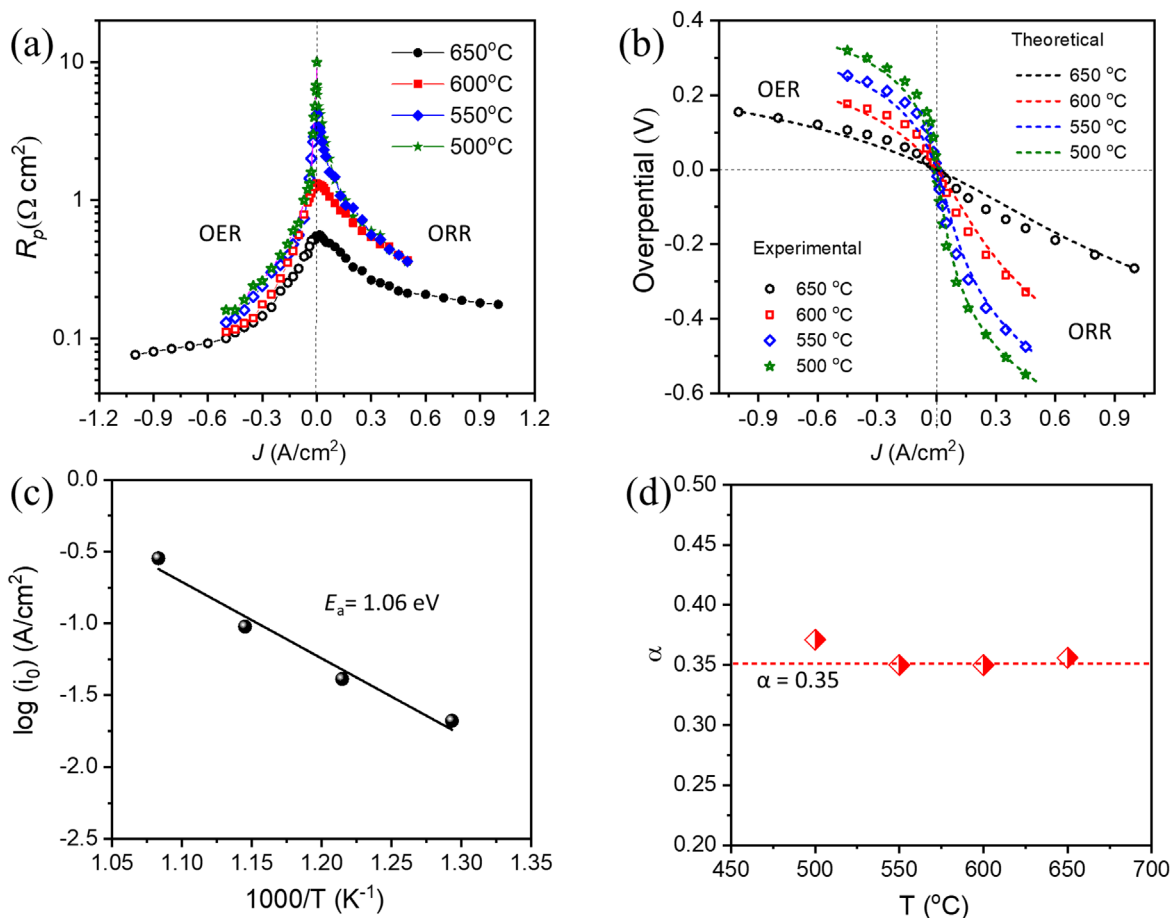 (a)
650°C
600°C
550°C
500°C
OER
ORR
Rp(Ω cm²)
10
1
0.1
-1.2 -0.9 -0.6 -0.3 0.0 0.3 0.6 0.9 1.2
J (A/cm²)
(b)
Theoretical
650 °C
600 °C
550 °C
500 °C
OER
ORR
Experimental
650 °C
600 °C
550 °C
500 °C
Overpential (V)
0.4
0.2
0.0
-0.2
-0.4
-0.6
-0.9 -0.6 -0.3 0.0 0.3 0.6 0.9
J (A/cm²)
(c)
Ea= 1.06 eV
log (i₀) (A/cm²)
0.0
-0.5
-1.0
-1.5
-2.0
-2.5
1.05 1.10 1.15 1.20 1.25 1.30 1.35
1000/T (K⁻¹)
(d)
α = 0.35
α
0.50
0.45
0.40
0.35
0.30
0.25
0.20
450 500 550 600 650 700
T (°C)